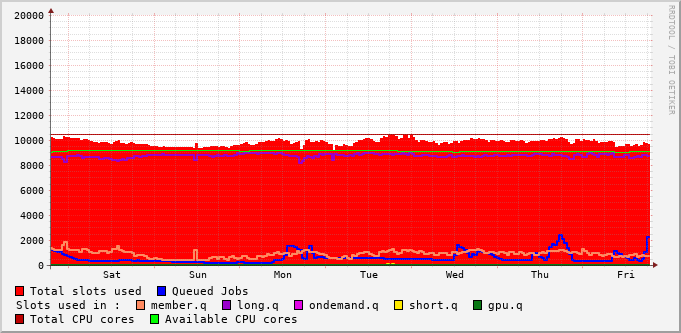 20000
18000
16000
14000
12000
10000
8000
6000
4000
2000
0
Sat Sun Mon Tue Wed Thu Fri
RRDTOOL / TOBI OETIKER
Total slots used Queued Jobs
Slots used in : member.q long.q ondemand.q short.q gpu.q
Total CPU cores Available CPU cores